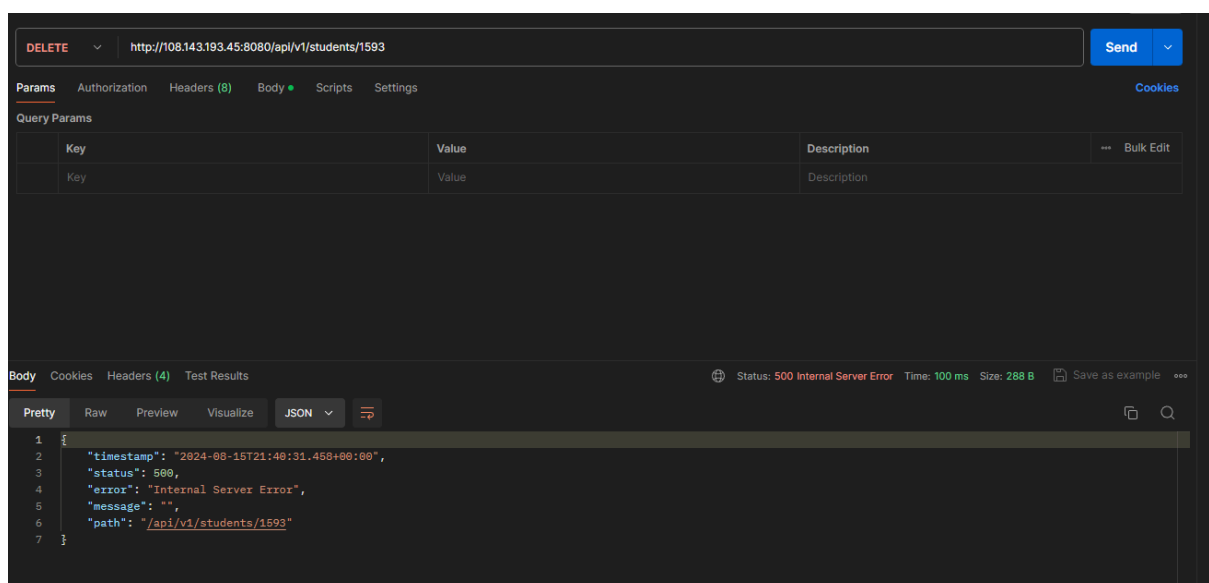 DELETE http://108.143.193.45:8080/api/v1/students/1593 Send
Params Authorization Headers (8) Body Scripts Settings Cookies
Query Params
Key Value Description Bulk Edit
Key Value Description
Body Cookies Headers (4) Test Results Status: 500 Internal Server Error Time: 100 ms Size: 288 B Save as example
Pretty Raw Preview Visualize JSON
1 {
2 "timestamp": "2024-08-15T21:40:31.458+00:00",
3 "status": 500,
4 "error": "Internal Server Error",
5 "message": "",
6 "path": "/api/v1/students/1593"
7 }